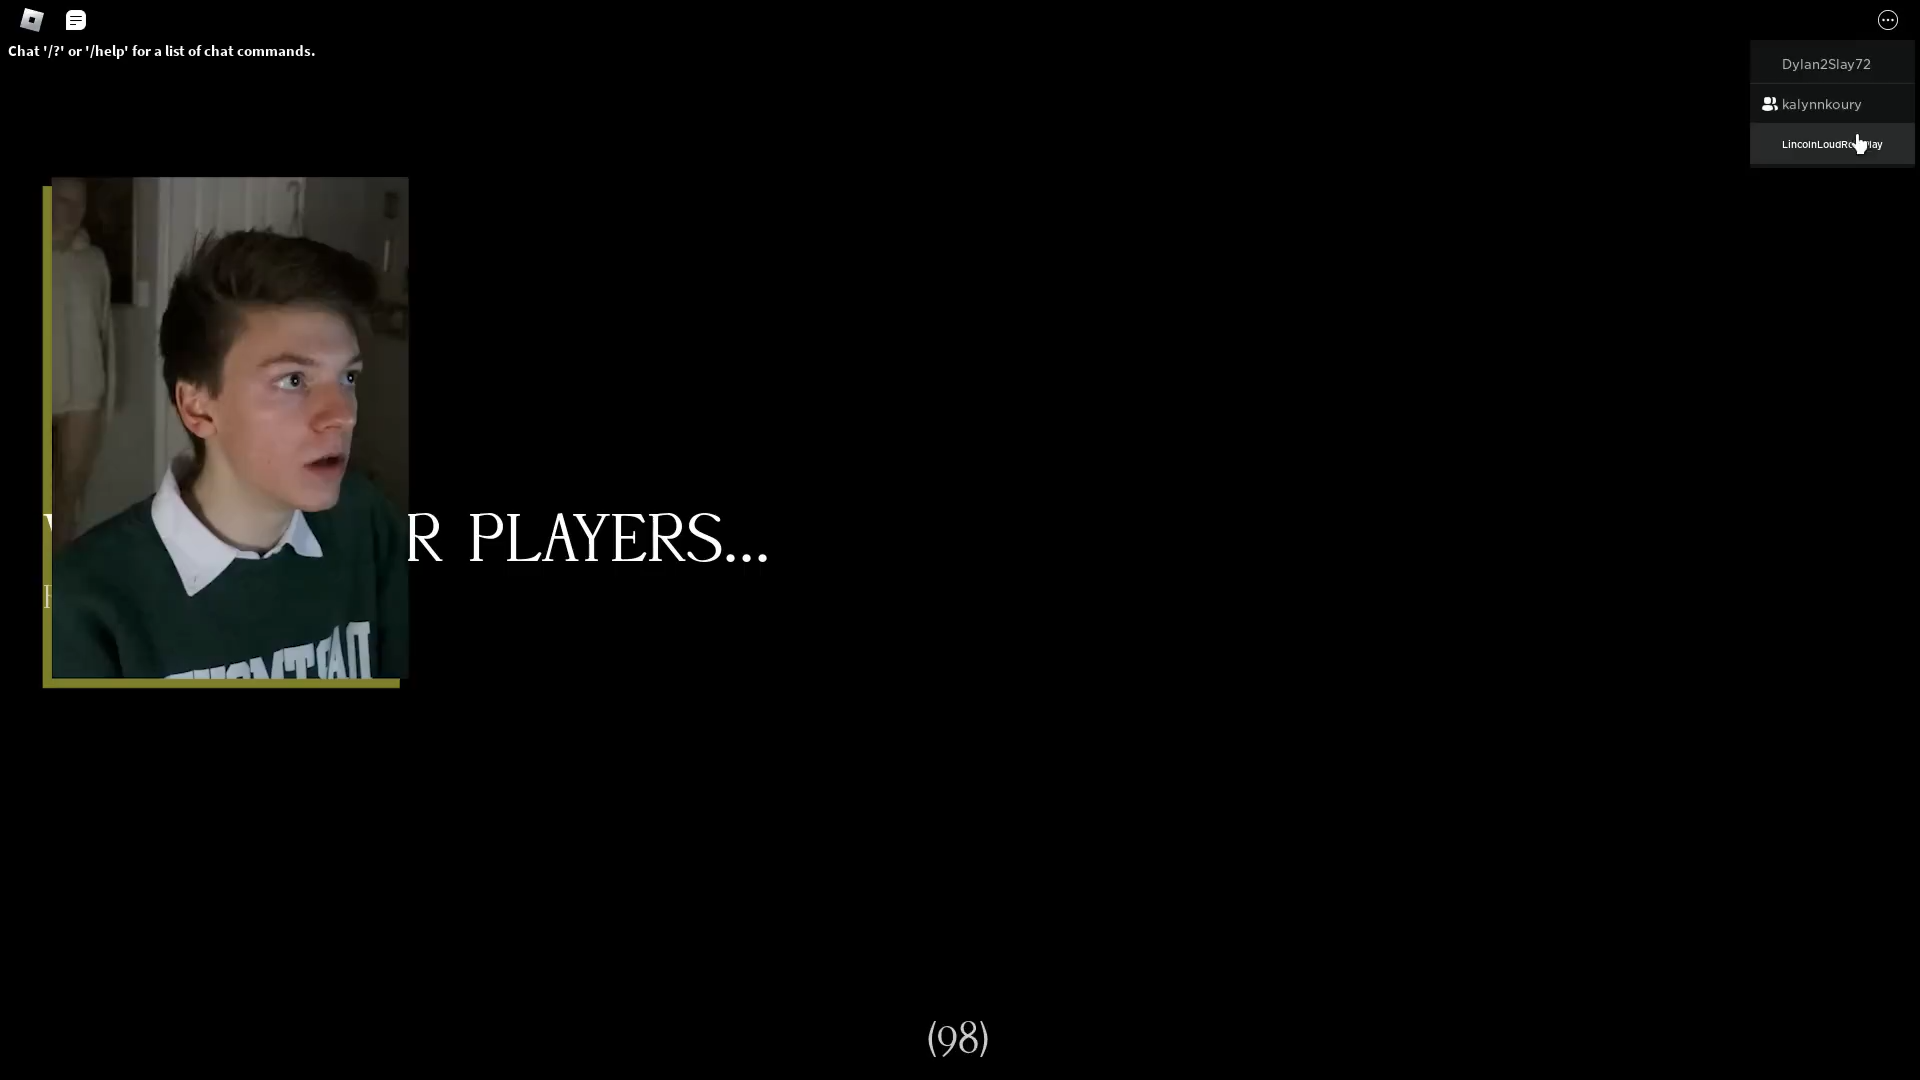 Chat '/?' or '/help' for a list of chat commands.
Dylan2Slay72
kalynnkoury
R PLAYERS...
(98)